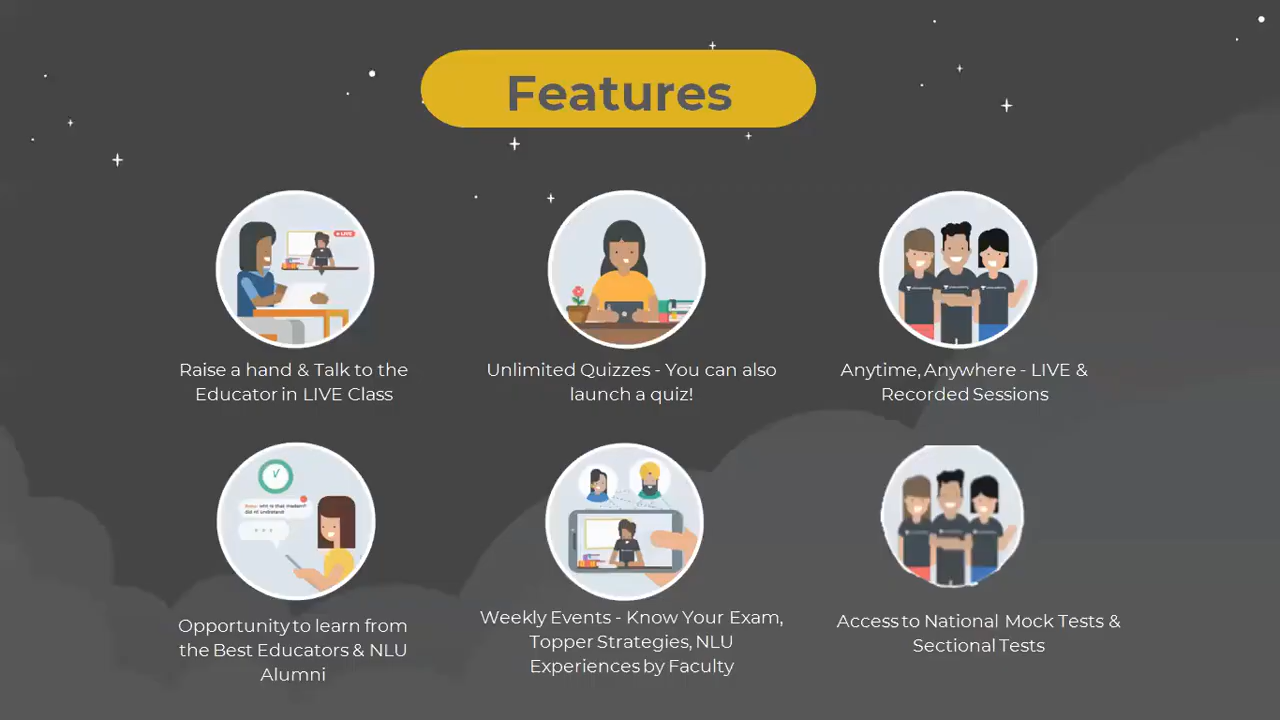 Features
LIVE
Raise a hand & Talk to the
Educator in LIVE Class
Unlimited Quizzes - You can also
launch a quiz!
Anytime, Anywhere - LIVE &
Recorded Sessions
Opportunity to learn from
the Best Educators & NLU
Alumni
Weekly Events - Know Your Exam,
Topper Strategies, NLU
Experiences by Faculty
Access to National Mock Tests &
Sectional Tests